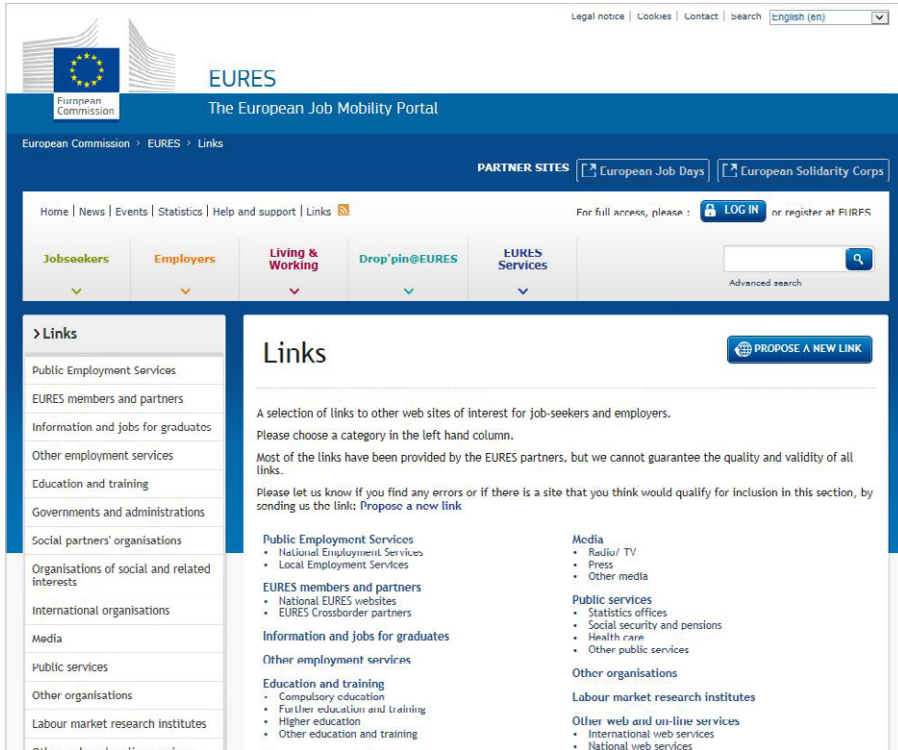 Legal notice | Cookies | Contact | Search English (en)
European
Commission
EURES
The European Job Mobility Portal
European Commission > EURES > Links
PARTNER SITES European Job Days European Solidarity Corps
Home | News | Events | Statistics | Help and support | Links
For full access, please : LOG IN or register at EURES
Jobseekers
Employers
Living &
Working
Drop'pin@EURES
EURES
Services
Advanced search
>Links
Public Employment Services
EURES members and partners
Information and jobs for graduates
Other employment services
Education and training
Governments and administrations
Social partners' organisations
Organisations of social and related
interests
International organisations
Media
Public services
Other organisations
Labour market research institutes
Links
PROPOSE A NEW LINK
A selection of links to other web sites of interest for job-seekers and employers.
Please choose a category in the left hand column.
Most of the links have been provided by the EURES partners, but we cannot guarantee the quality and validity of all
links.
Please let us know if you find any errors or if there is a site that you think would qualify for inclusion in this section, by
sending us the link: Propose a new link
Public Employment Services
• National Employment Services
• Local Employment Services
EURES members and partners
• National EURES websites
• EURES Crossborder partners
Information and jobs for graduates
Other employment services
Education and training
• Compulsory education
• Further education and training
• Higher education
• Other education and training
Media
• Radio/ TV
• Press
• Other media
Public services
• Statistics offices
• Social security and pensions
• Health care
• Other public services
Other organisations
Labour market research institutes
Other web and on-line services
• International web services
• National web services